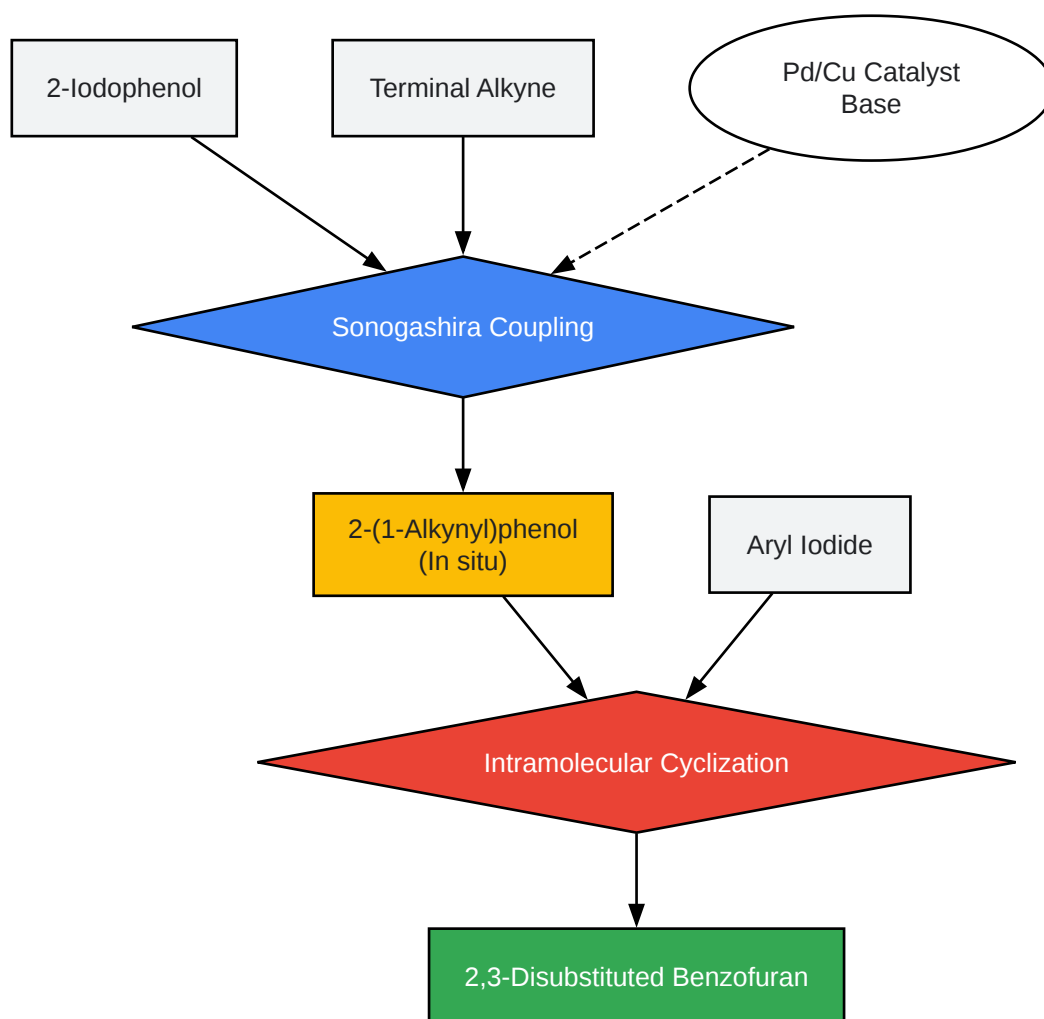 2-Iodophenol
Terminal Alkyne
Pd/Cu Catalyst
Base
Sonogashira Coupling
2-(1-Alkynyl)phenol
(In situ)
Aryl Iodide
Intramolecular Cyclization
2,3-Disubstituted Benzofuran